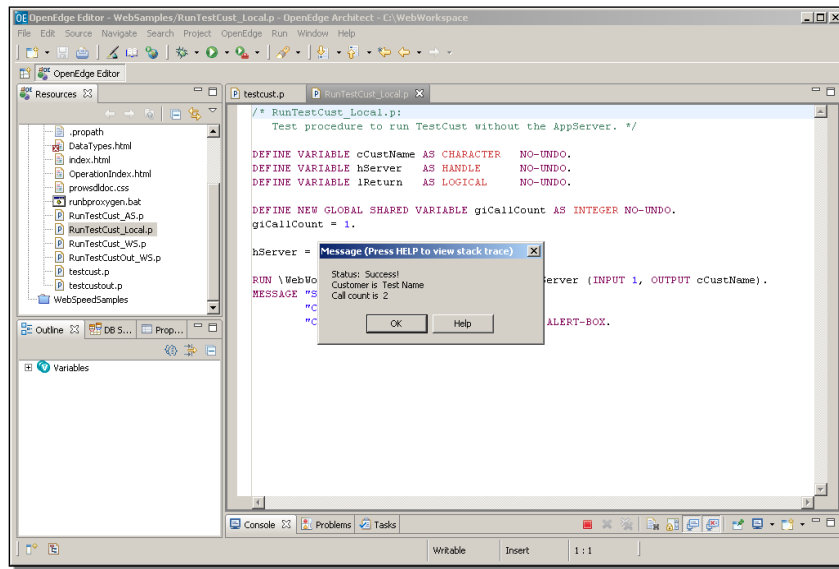 OpenEdge Editor - WebSamples/RunTestCust_Local.p - OpenEdge Architect - C:\WebWorkspace
File Edit Source Navigate Search Project OpenEdge Run Window Help
OpenEdge Editor
Resources
.propath
DataTypes.html
index.html
OperationIndex.html
prowsdldoc.css
runbproxygen.bat
RunTestCust_AS.p
RunTestCust_Local.p
RunTestCust_WS.p
RunTestCustOut_WS.p
testcust.p
testcustout.p
WebSpeedSamples
Outline DB S... Prop...
Variables
testcust.p RunTestCust_Local.p
/* RunTestCust_Local.p:
Test procedure to run TestCust without the AppServer. */
DEFINE VARIABLE cCustName AS CHARACTER NO-UNDO.
DEFINE VARIABLE hServer AS HANDLE NO-UNDO.
DEFINE VARIABLE lReturn AS LOGICAL NO-UNDO.
DEFINE NEW GLOBAL SHARED VARIABLE giCallCount AS INTEGER NO-UNDO.
giCallCount = 1.
hServer =
RUN \WebWo erver (INPUT 1, OUTPUT cCustName).
MESSAGE "S
"C
"C ALERT-BOX.
Message (Press HELP to view stack trace)
Status: Success!
Customer is Test Name
Call count is 2
OK Help
Console Problems Tasks
Writable Insert 1 : 1